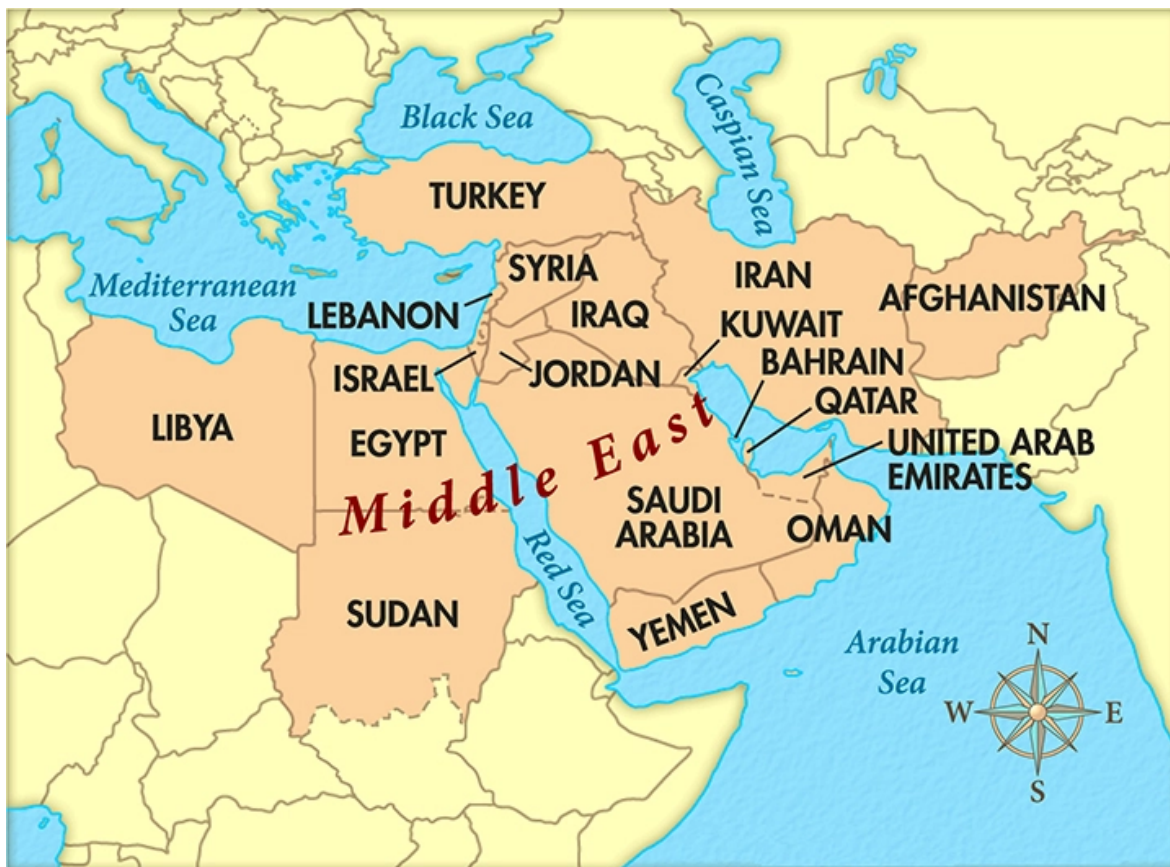 Black Sea
Caspian Sea
TURKEY
Mediterranean
Sea
SYRIA
LEBANON
IRAQ
IRAN
AFGHANISTAN
KUWAIT
BAHRAIN
ISRAEL
JORDAN
QATAR
LIBYA
EGYPT
UNITED ARAB
EMIRATES
Middle East
SAUDI
ARABIA
OMAN
Red Sea
SUDAN
YEMEN
Arabian
Sea
N
W
E
S